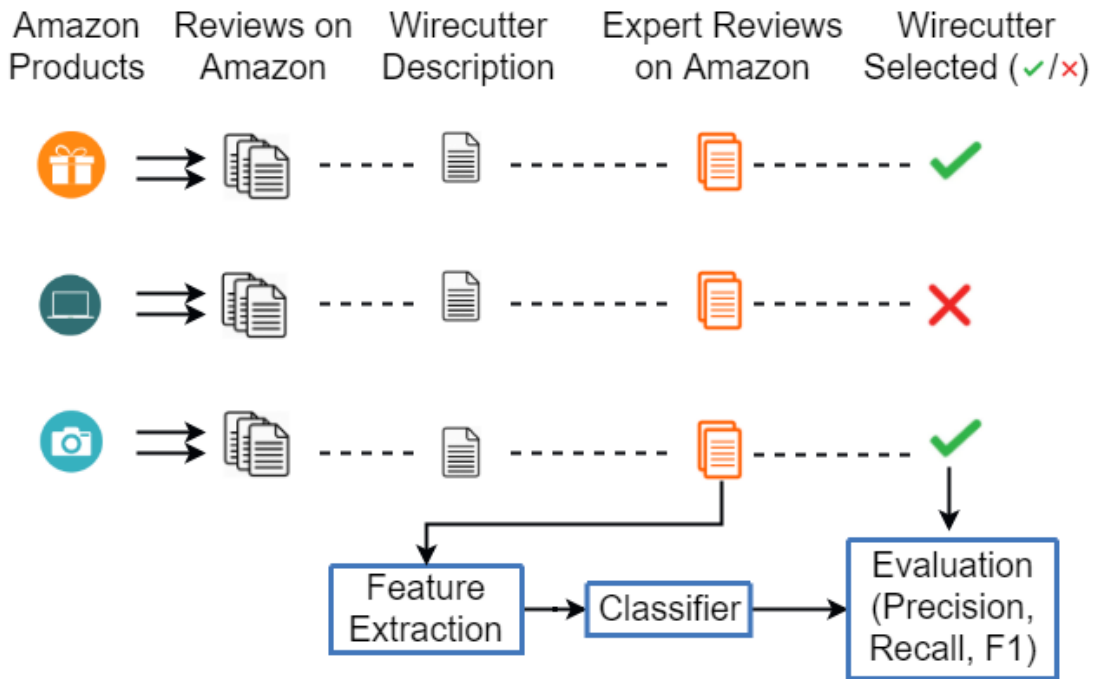 Amazon
Products
Reviews on
Amazon
Wirecutter
Description
Expert Reviews
on Amazon
Wirecutter
Selected (✓/×)
Feature
Extraction
Classifier
Evaluation
(Precision,
Recall, F1)